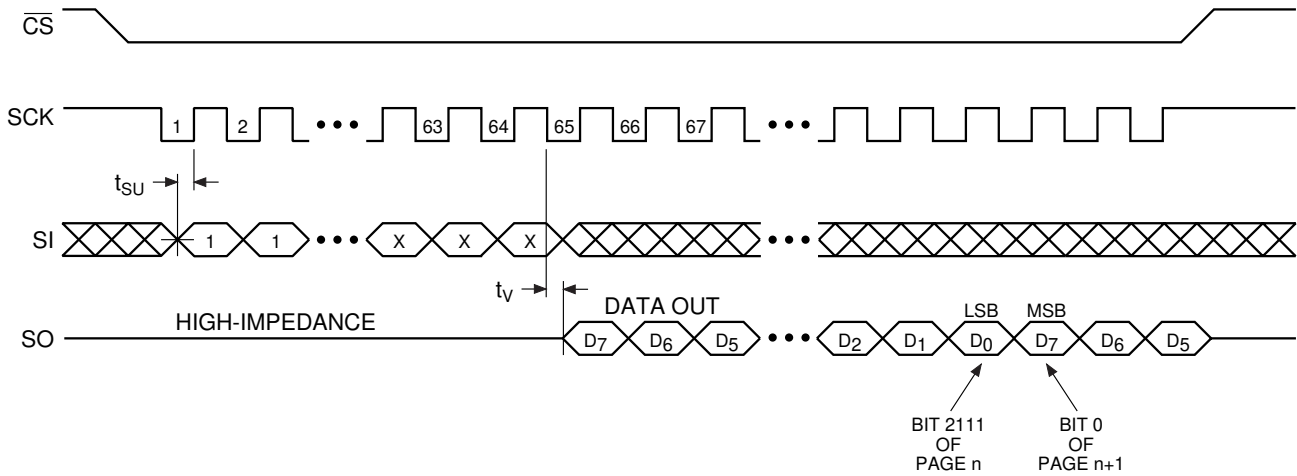 CS
SCK 1 2 63 64 65 66 67
tSU
SI 1 1 X X X
tV
HIGH-IMPEDANCE DATA OUT LSB MSB
SO D7 D6 D5 D2 D1 D0 D7 D6 D5
BIT 2111
OF
PAGE n
BIT 0
OF
PAGE n+1